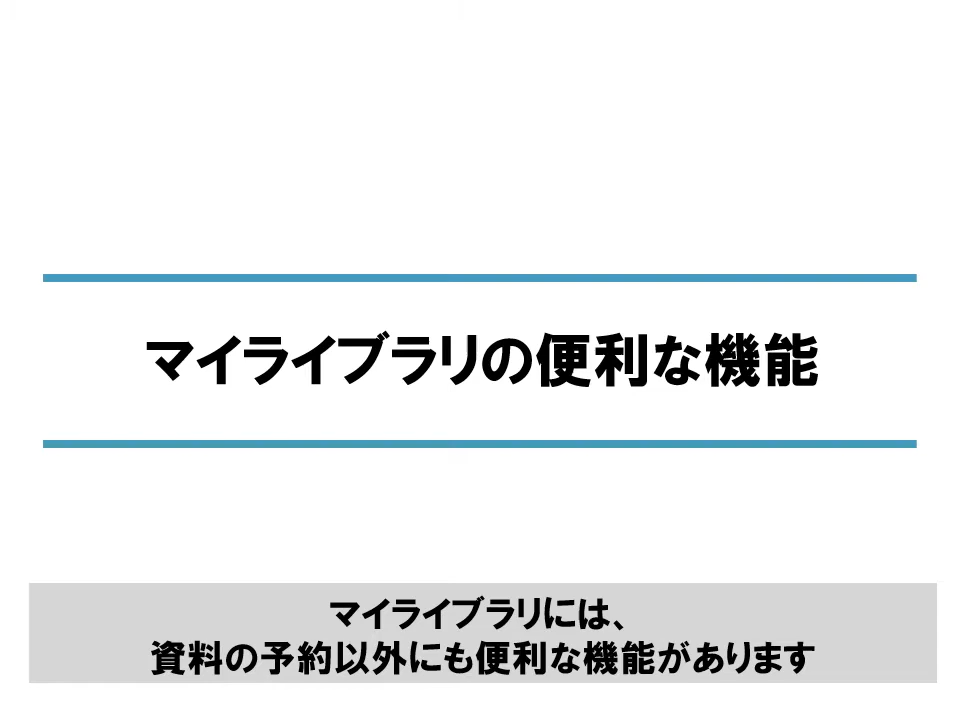 マイライブラリの便利な機能
マイライブラリには、
資料の予約以外にも便利な機能があります